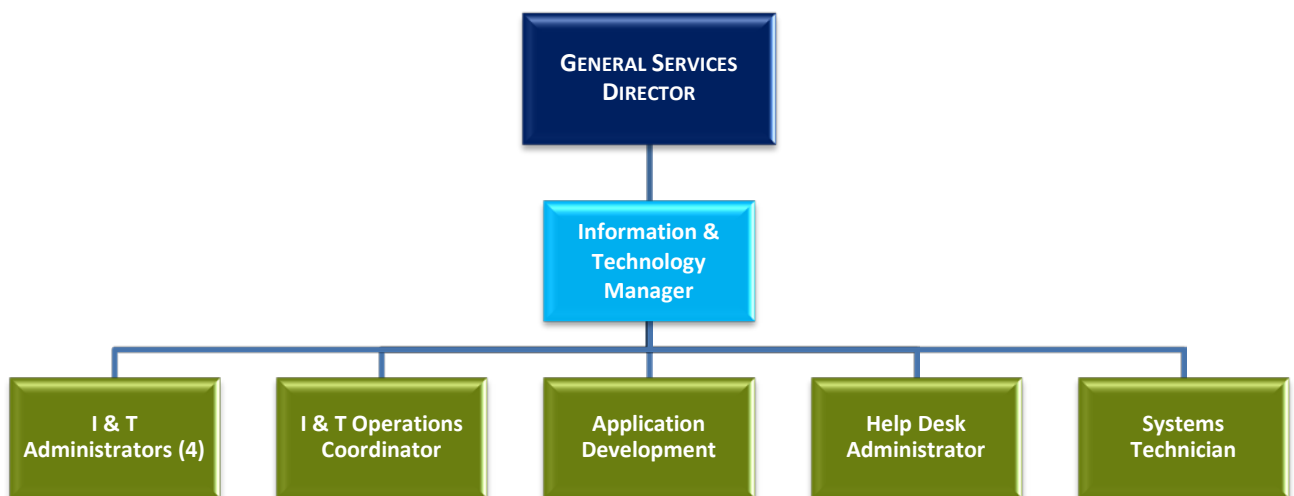 GENERAL SERVICES
DIRECTOR
Information &
Technology
Manager
I & T
Administrators (4)
I & T Operations
Coordinator
Application
Development
Help Desk
Administrator
Systems
Technician